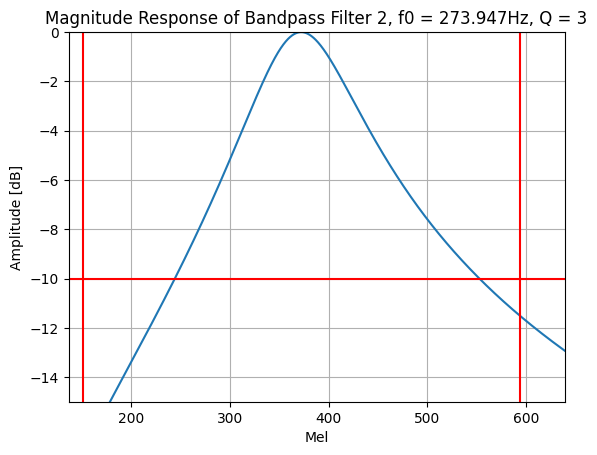 Magnitude Response of Bandpass Filter 2, f0 = 273.947Hz, Q = 3
0
−2
−4
−6
−8
−10
−12
−14
Amplitude [dB]
200 300 400 500 600
Mel